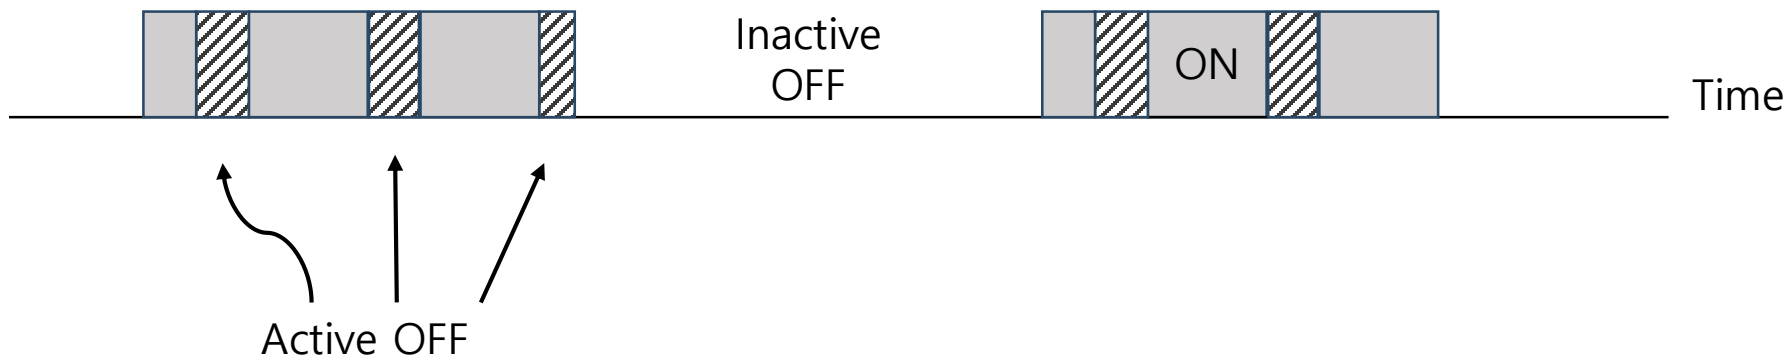 Inactive
OFF
ON
Time
Active OFF